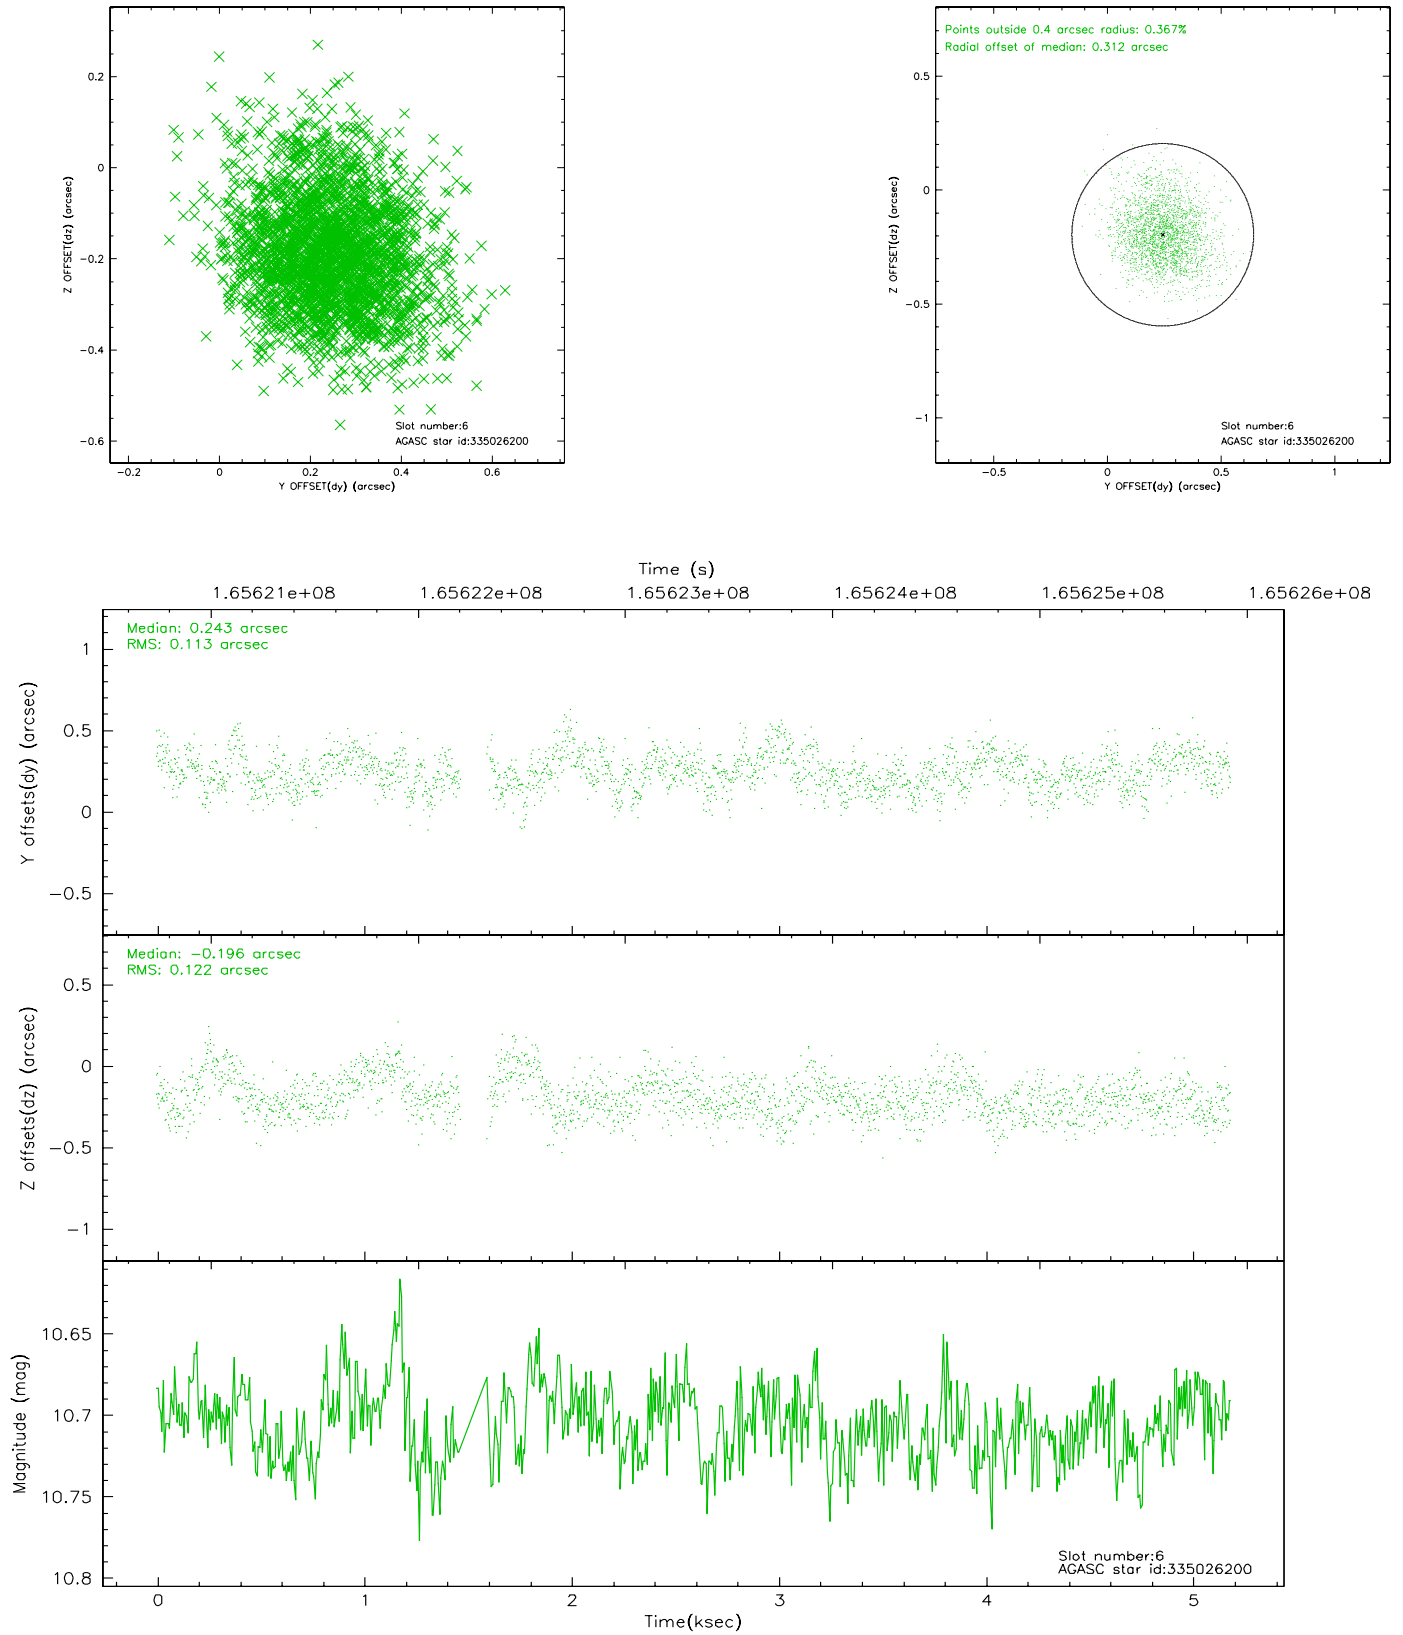 0.2
0
−0.2
−0.4
−0.6
Z OFFSET(dz) (arcsec)
Slot number:6
AGASC star id:335026200
−0.2 0 0.2 0.4 0.6
Y OFFSET(dy) (arcsec)
Points outside 0.4 arcsec radius: 0.367%
Radial offset of median: 0.312 arcsec
0.5
0
−0.5
−1
Z OFFSET(dz) (arcsec)
Slot number:6
AGASC star id:335026200
−0.5 0 0.5 1
Y OFFSET(dy) (arcsec)
Time (s)
1.65621e+08 1.65622e+08 1.65623e+08 1.65624e+08 1.65625e+08 1.65626e+08
Median: 0.243 arcsec
RMS: 0.113 arcsec
1
0.5
0
−0.5
Y offsets(dy) (arcsec)
Median: −0.196 arcsec
RMS: 0.122 arcsec
0.5
0
−0.5
−1
Z offsets(dz) (arcsec)
10.65
10.7
10.75
10.8
Magnitude (mag)
Slot number:6
AGASC star id:335026200
0 1 2 3 4 5
Time(ksec)